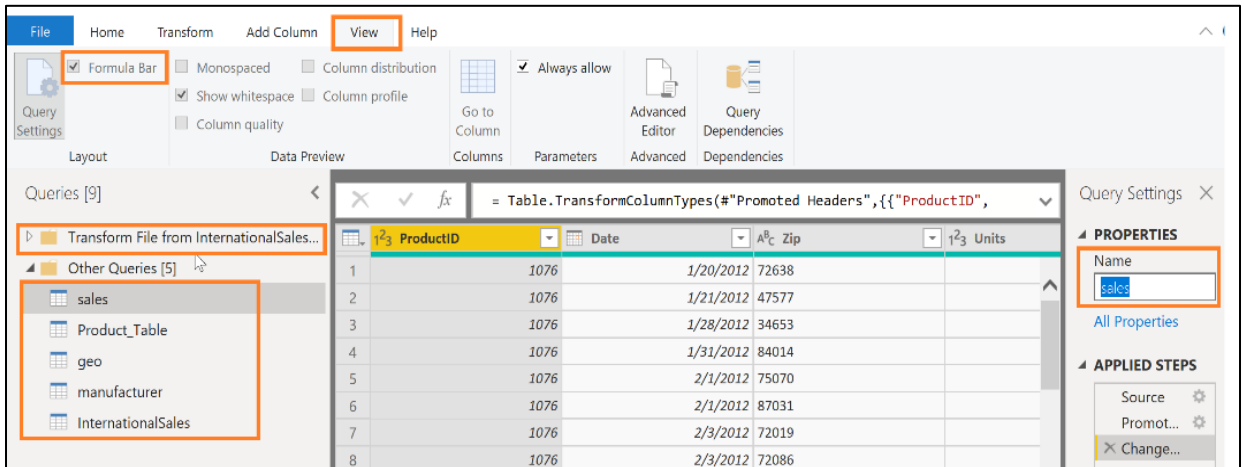 File Home Transform Add Column View Help
Formula Bar Monospaced Column distribution
Show whitespace Column profile
Column quality
Always allow
Query
Settings
Go to
Column
Advanced
Editor
Query
Dependencies
Layout Data Preview Columns Parameters Advanced Dependencies
Queries [9]
Transform File from InternationalSales...
Other Queries [5]
sales
Product_Table
geo
manufacturer
InternationalSales
fx = Table.TransformColumnTypes(#"Promoted Headers",{{"ProductID",
1²3 ProductID Date ABC Zip 1²3 Units
1 1076 1/20/2012 72638
2 1076 1/21/2012 47577
3 1076 1/28/2012 34653
4 1076 1/31/2012 84014
5 1076 2/1/2012 75070
6 1076 2/1/2012 87031
7 1076 2/3/2012 72019
8 1076 2/3/2012 72086
Query Settings
PROPERTIES
Name
sales
All Properties
APPLIED STEPS
Source
Promot...
Change...